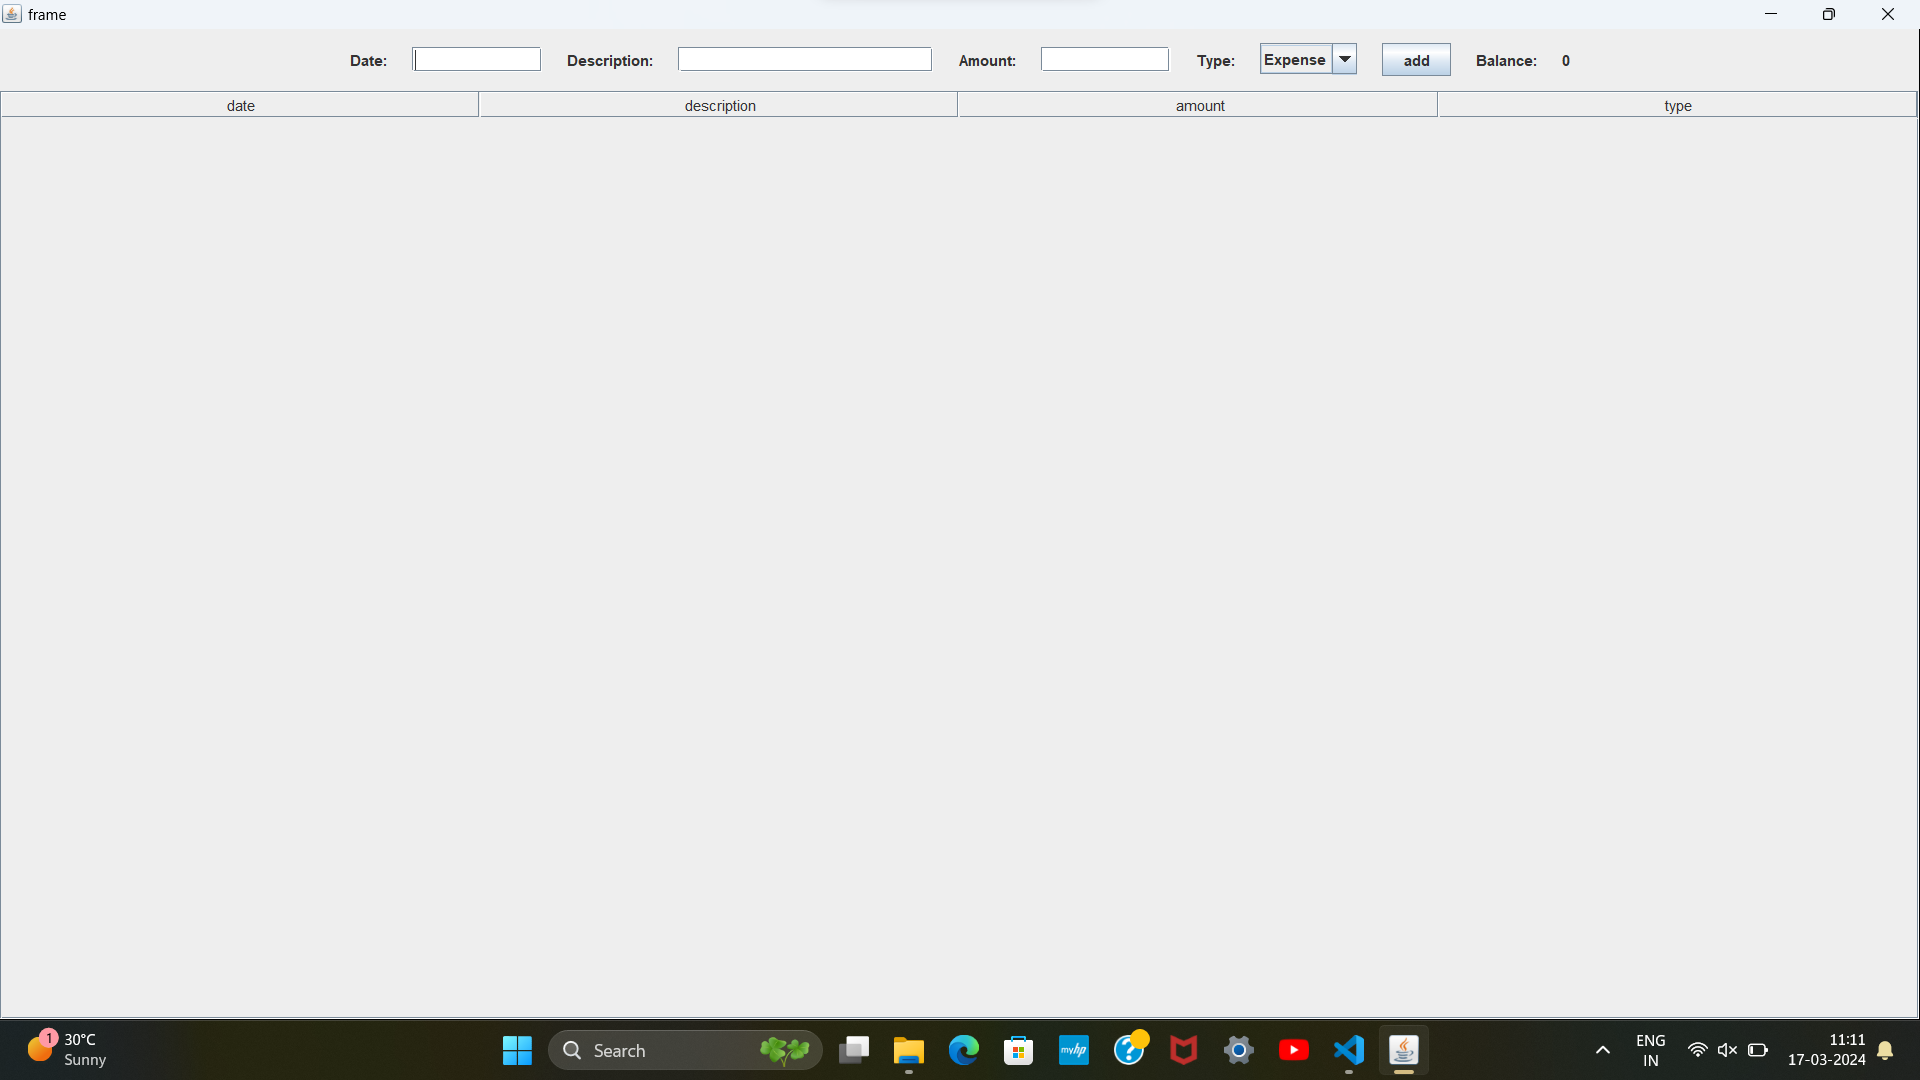 frame
Date: Description: Amount: Type: Expense add Balance: 0
date description amount type
1 30°C
Sunny
Search
myhp
?
ENG
IN
11:11
17-03-2024